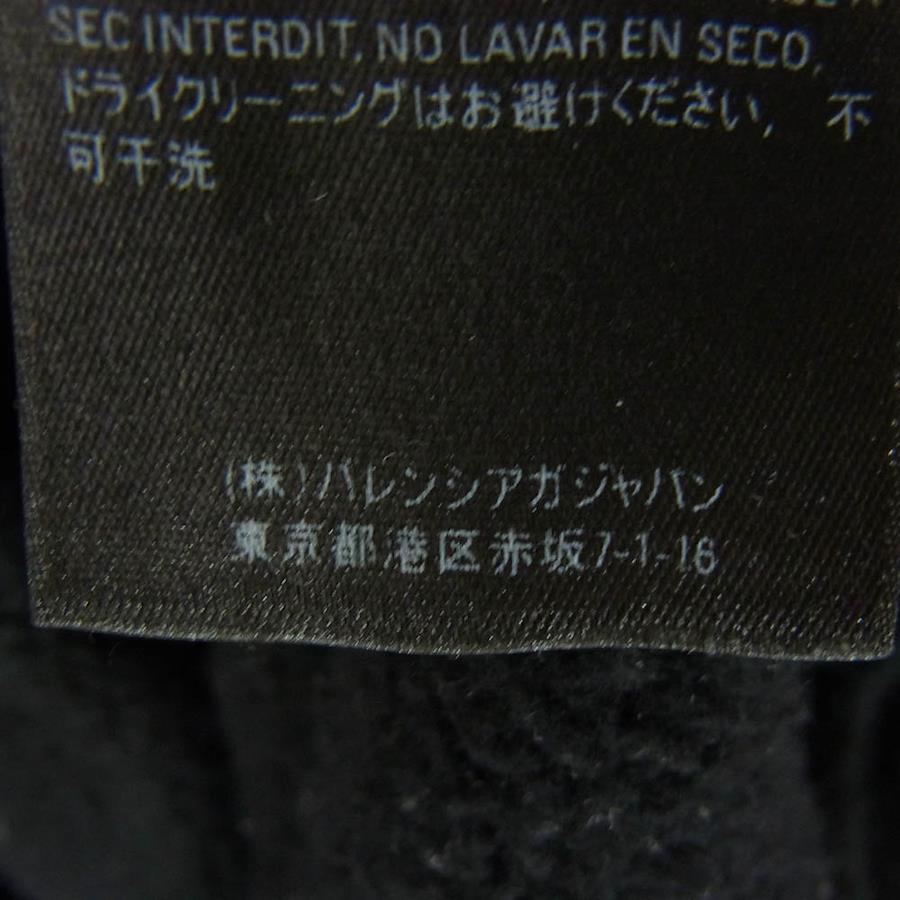 SEC INTERDIT, NO LAVAR EN SECO,
ドライクリーニングはお避けください, 不
可干洗
(株)バレンシアガジャパン
東京都港区赤坂7-1-16